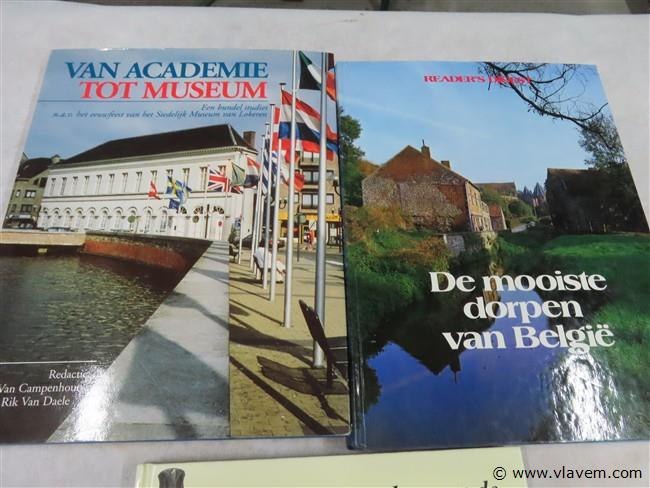 VAN ACADEMIE
TOT MUSEUM
Een bundel studies
n.a.v. het eeuwfeest van het Stedelijk Museum van Lokeren
Redactie:
Van Campenhout
Rik Van Daele
READER'S DIGEST
De mooiste
dorpen
van België
© www.vlavem.com